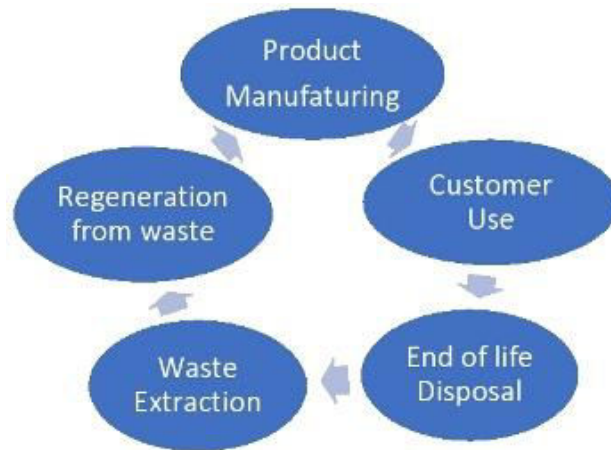 Product
Manufaturing
Customer
Use
End of life
Disposal
Waste
Extraction
Regeneration
from waste